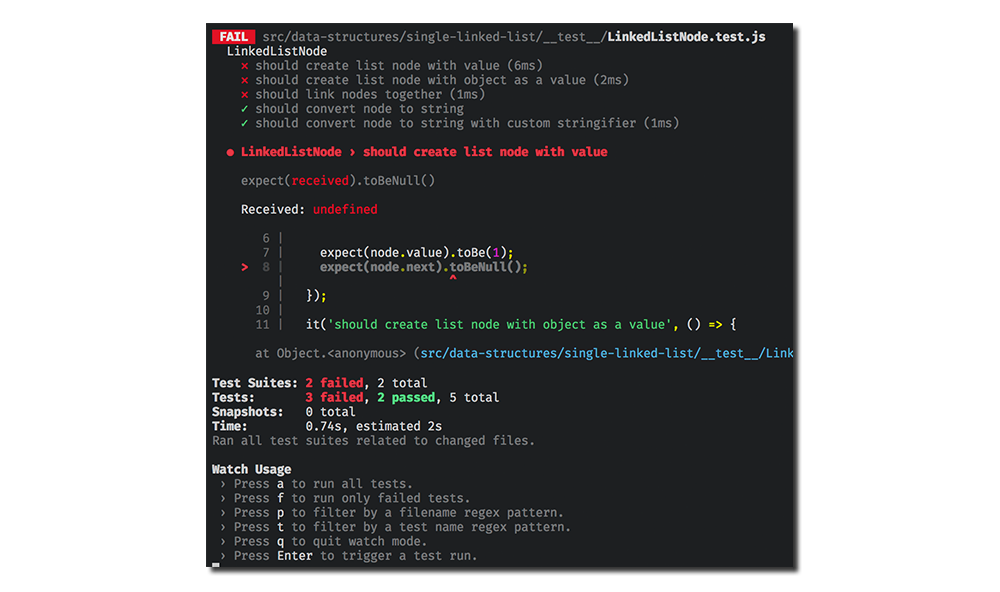 FAIL src/data-structures/single-linked-list/__test__/LinkedListNode.test.js
LinkedListNode
✕ should create list node with value (6ms)
✕ should create list node with object as a value (2ms)
✕ should link nodes together (1ms)
✓ should convert node to string
✓ should convert node to string with custom stringifier (1ms)
● LinkedListNode › should create list node with value
expect(received).toBeNull()
Received: undefined
6 |
7 | expect(node.value).toBe(1);
> 8 | expect(node.next).toBeNull();
| ^
9 | });
10 |
11 | it('should create list node with object as a value', () => {
at Object.<anonymous> (src/data-structures/single-linked-list/__test__/Link
Test Suites: 2 failed, 2 total
Tests: 3 failed, 2 passed, 5 total
Snapshots: 0 total
Time: 0.74s, estimated 2s
Ran all test suites related to changed files.
Watch Usage
› Press a to run all tests.
› Press f to run only failed tests.
› Press p to filter by a filename regex pattern.
› Press t to filter by a test name regex pattern.
› Press q to quit watch mode.
› Press Enter to trigger a test run.